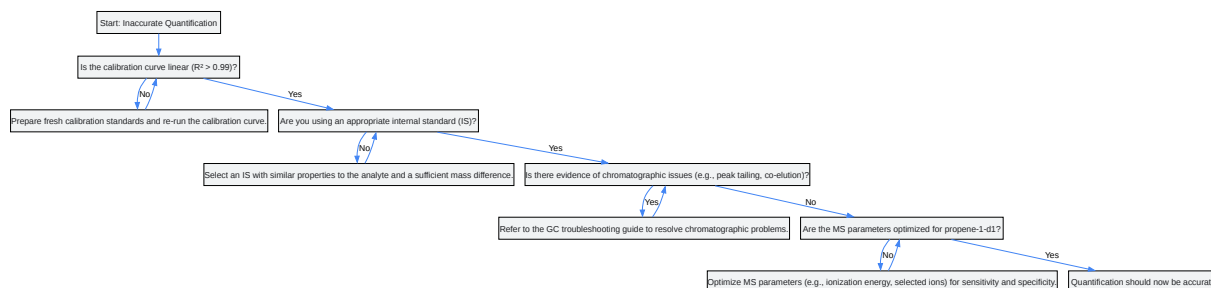 Start: Inaccurate Quantification
Is the calibration curve linear (R² > 0.99)?
No
Yes
Prepare fresh calibration standards and re-run the calibration curve.
Are you using an appropriate internal standard (IS)?
No
Yes
Select an IS with similar properties to the analyte and a sufficient mass difference.
Is there evidence of chromatographic issues (e.g., peak tailing, co-elution)?
Yes
No
Refer to the GC troubleshooting guide to resolve chromatographic problems.
Are the MS parameters optimized for propene-1-d1?
No
Yes
Optimize MS parameters (e.g., ionization energy, selected ions) for sensitivity and specificity.
Quantification should now be